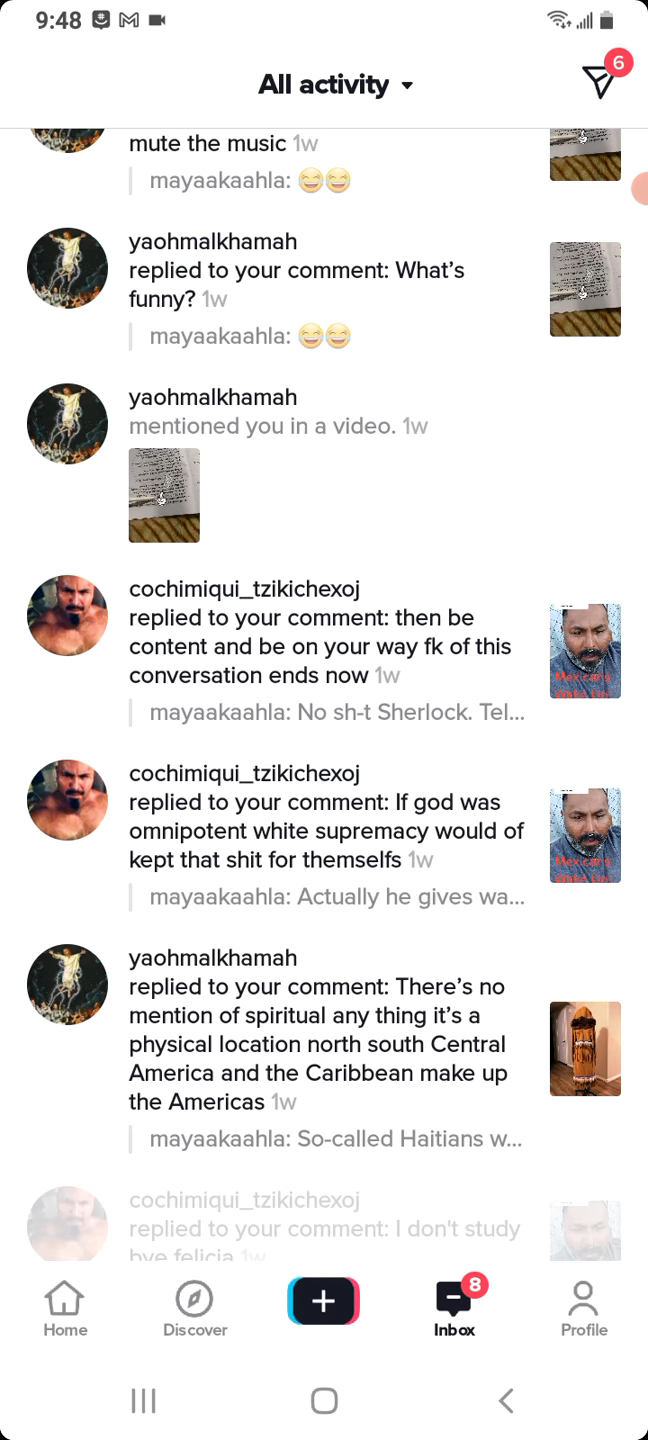 9:48
All activity
6
mute the music 1w
mayaakaahla: 😂😂
yaohmalkhamah
replied to your comment: What's
funny? 1w
mayaakaahla: 😂😂
yaohmalkhamah
mentioned you in a video. 1w
cochimiqui_tzikichexoj
replied to your comment: then be
content and be on your way fk of this
conversation ends now 1w
mayaakaahla: No sh-t Sherlock. Tel...
cochimiqui_tzikichexoj
replied to your comment: If god was
omnipotent white supremacy would of
kept that shit for themselfs 1w
mayaakaahla: Actually he gives wa...
yaohmalkhamah
replied to your comment: There's no
mention of spiritual any thing it's a
physical location north south Central
America and the Caribbean make up
the Americas 1w
mayaakaahla: So-called Haitians w...
cochimiqui_tzikichexoj
replied to your comment: I don't study
bye felicia 1w
8
Home
Discover
Inbox
Profile